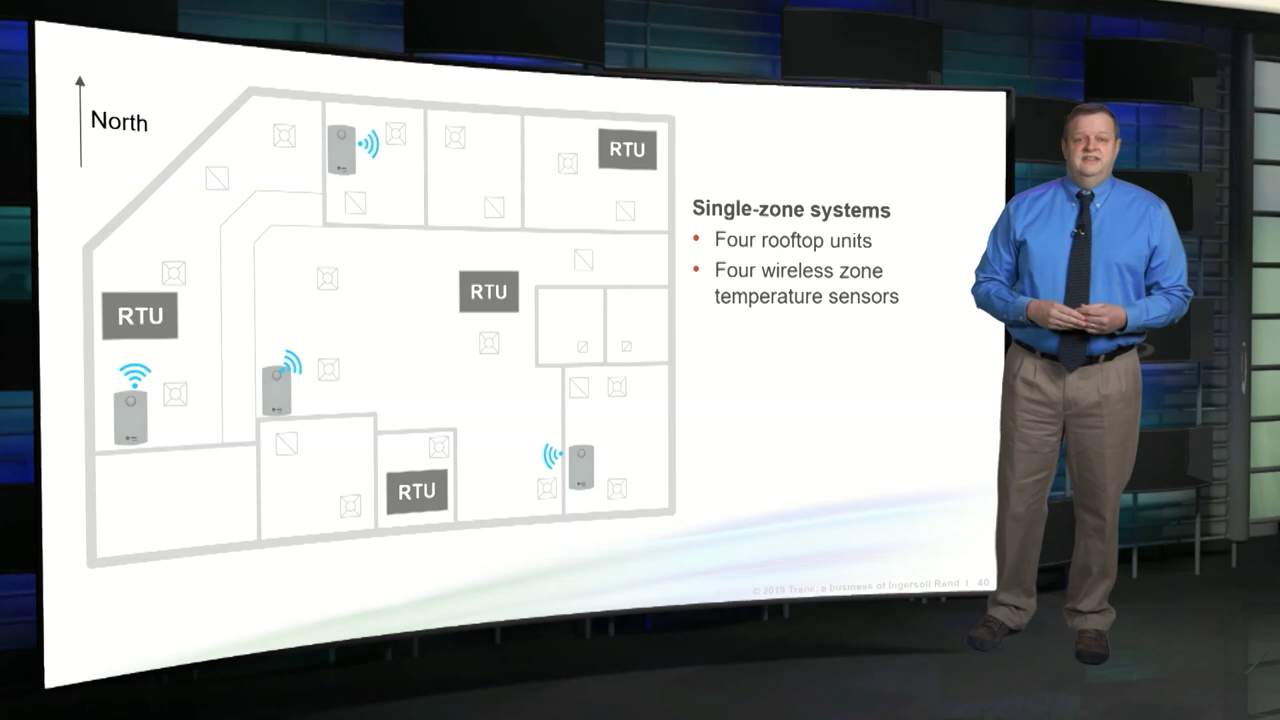 North
RTU
Single-zone systems
• Four rooftop units
• Four wireless zone
temperature sensors
RTU
RTU
RTU
© 2019 Trane, a business of Ingersoll Rand | 40